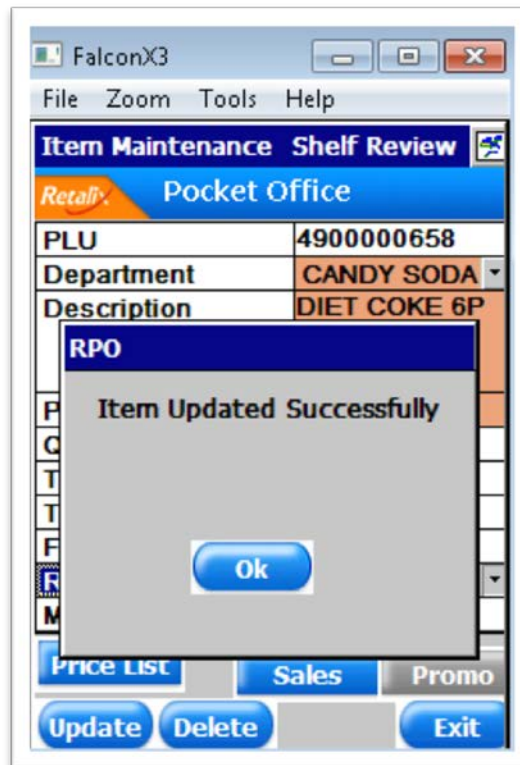 FalconX3
File Zoom Tools Help
Item Maintenance Shelf Review
Retalix Pocket Office
PLU 4900000658
Department CANDY SODA
Description DIET COKE 6P
RPO
Item Updated Successfully
P
Q
T
T
F
Ok
R
M
Price List Sales Promo
Update Delete Exit